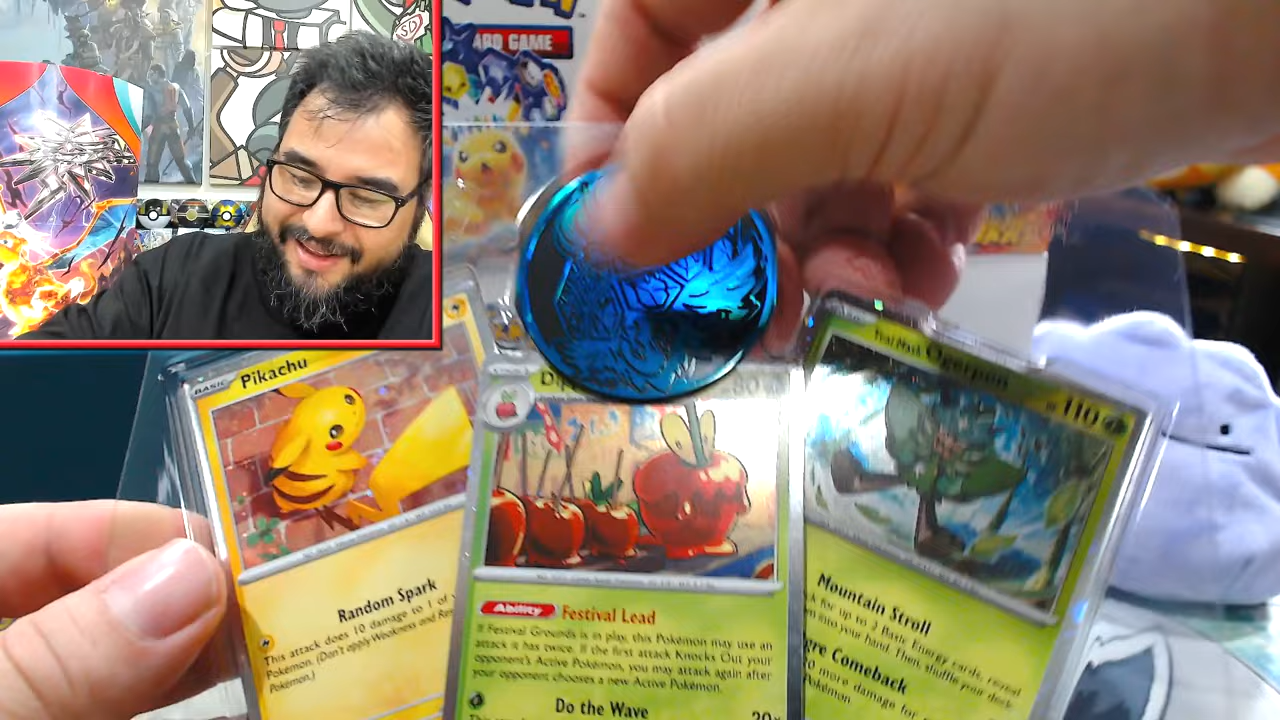 ARD GAME
BASIC Pikachu
Random Spark
This attack does 10 damage to 1 of
Pokémon. (Don't apply Weakness and
Pokémon.)
80
Ability Festival Lead
If Festival Grounds is in play, this Pokémon may use an
attack it has twice. If the first attack Knocks Out your
opponent's Active Pokémon, you may attack again after
your opponent chooses a new Active Pokémon.
Do the Wave
20×
Teal Mask Ogerpon
110
Mountain Stroll
k for up to 2 Basic Energy cards, reveal
m into your hand. Then, shuffle your deck
gre Comeback
0 more damage for
Pokémon